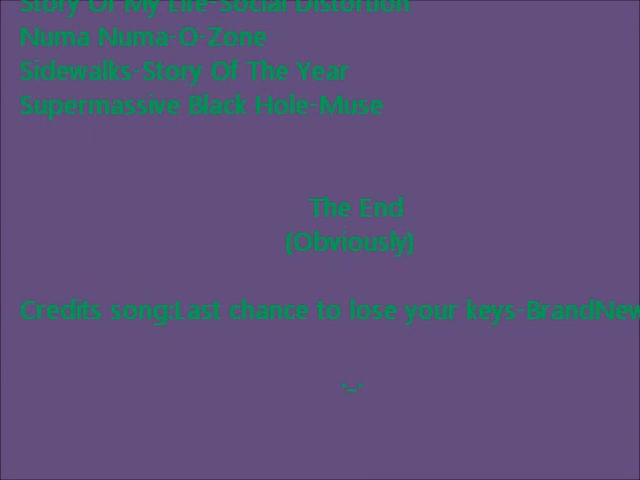 Story Of My Life-Social Distortion
Numa Numa-O-Zone
Sidewalks-Story Of The Year
Supermassive Black Hole-Muse
The End
(Obviously)
Credits song:Last chance to lose your keys-BrandNew
'-'